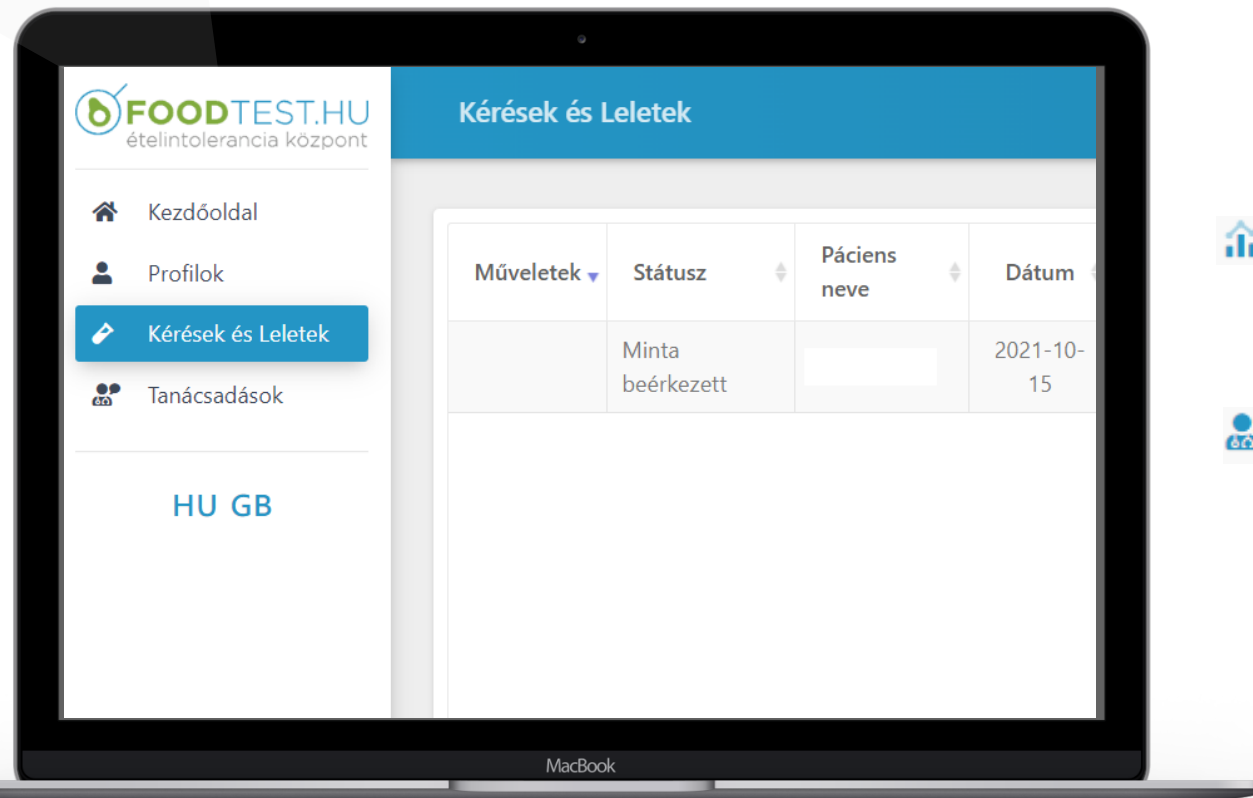 FOODTEST.HU
ételintolerancia központ
Kezdőoldal
Profilok
Kérések és Leletek
Tanácsadások
HU GB
Kérések és Leletek
Műveletek
Státusz
Páciens
neve
Dátum
Minta
beérkezett
2021-10-
15
MacBook